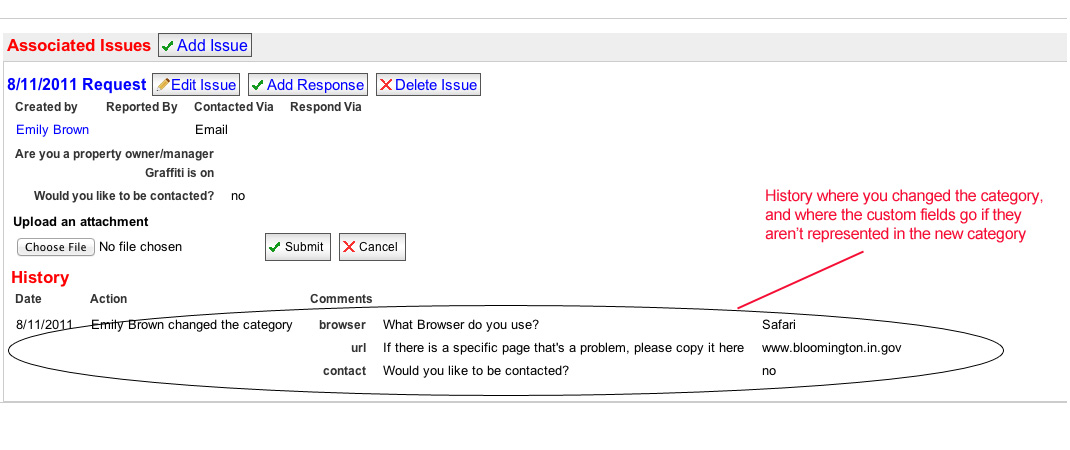 Associated Issues Add Issue
8/11/2011 Request Edit Issue Add Response Delete Issue
Created by Reported By Contacted Via Respond Via
Emily Brown Email
Are you a property owner/manager
Graffiti is on
Would you like to be contacted? no
Upload an attachment
Choose File No file chosen Submit Cancel
History where you changed the category,
and where the custom fields go if they
aren't represented in the new category
History
Date Action Comments
8/11/2011 Emily Brown changed the category browser What Browser do you use? Safari
url If there is a specific page that's a problem, please copy it here www.bloomington.in.gov
contact Would you like to be contacted? no